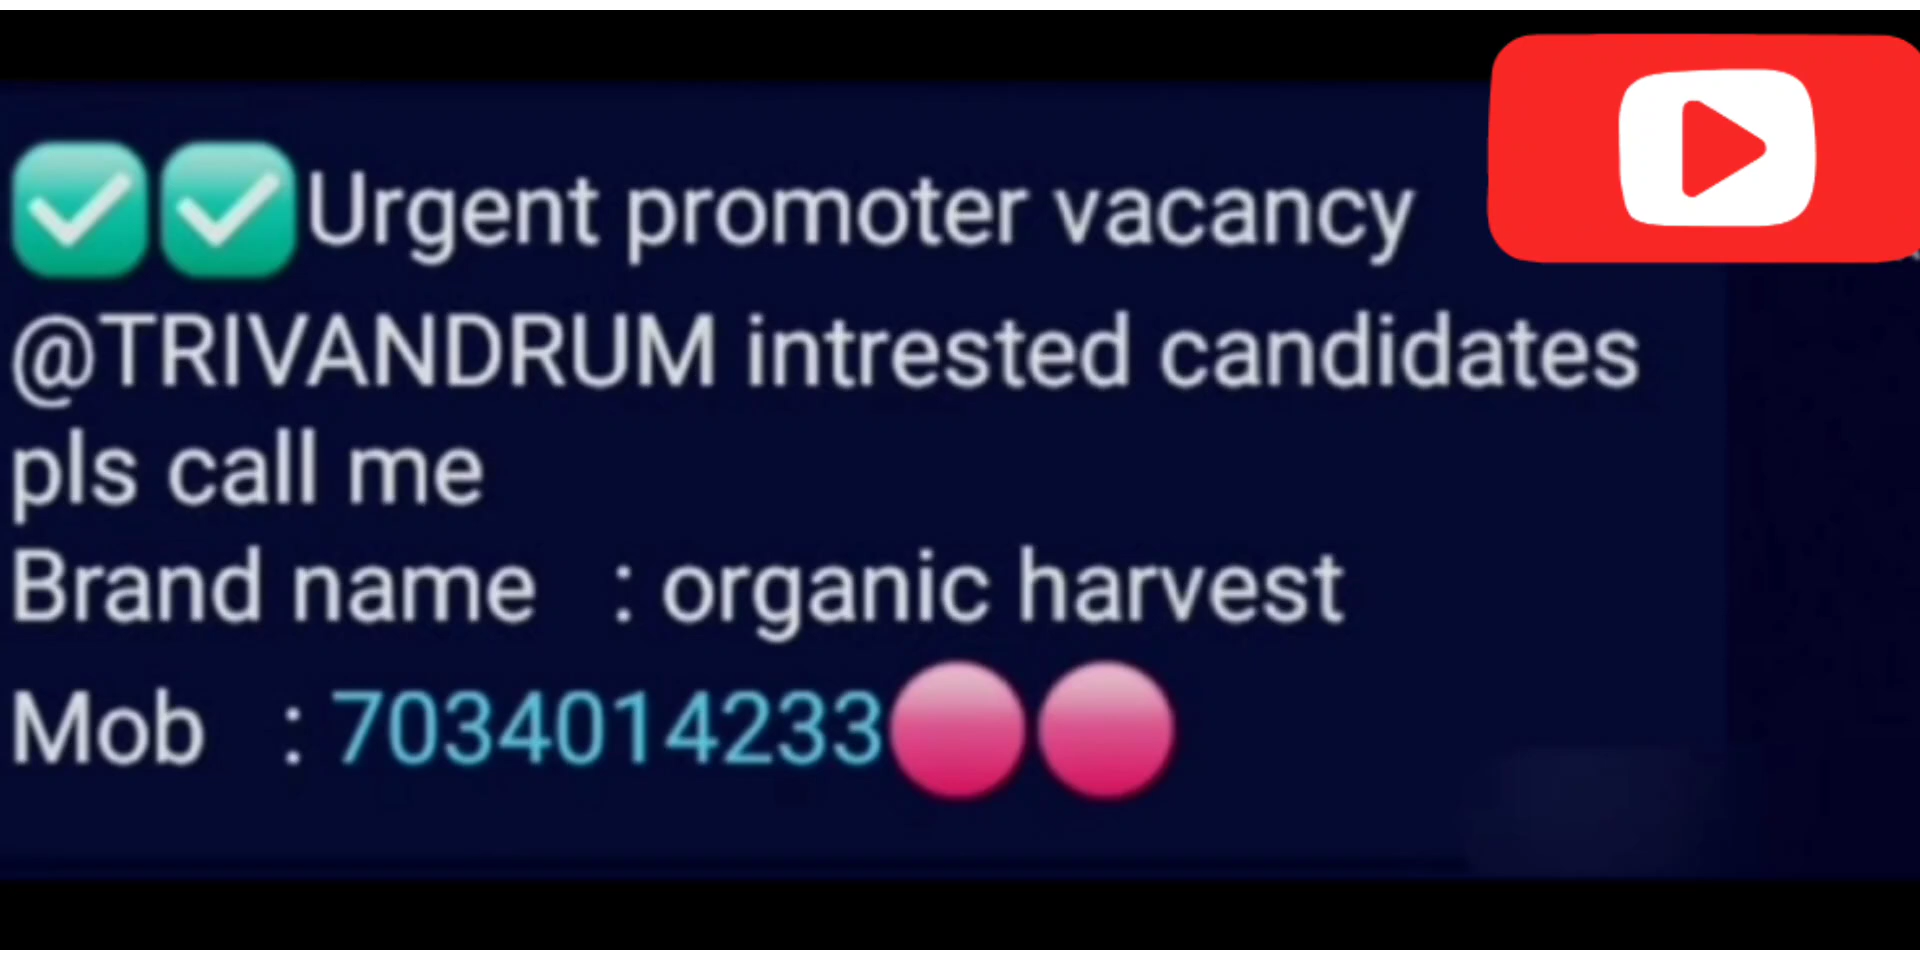 ✅✅Urgent promoter vacancy
@TRIVANDRUM intrested candidates
pls call me
Brand name : organic harvest
Mob : 7034014233